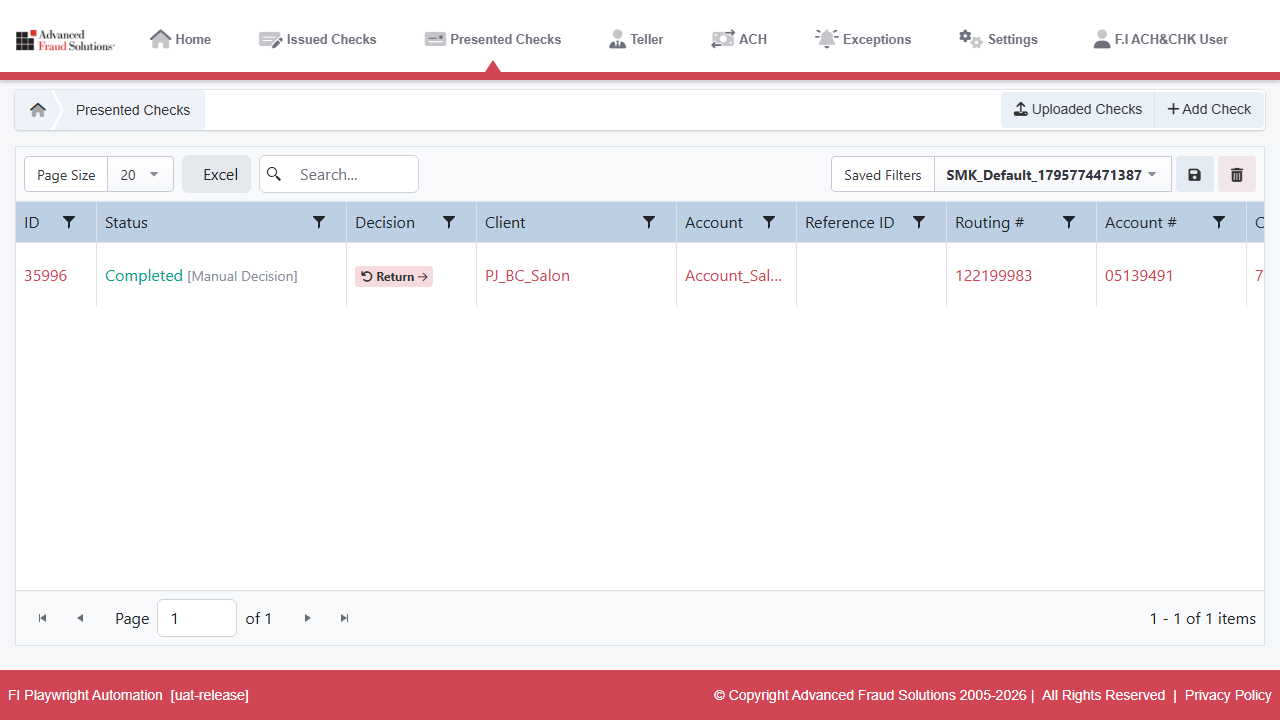 Advanced
Fraud Solutions
Home
Issued Checks
Presented Checks
Teller
ACH
Exceptions
Settings
F.I ACH&CHK User
Presented Checks
Uploaded Checks
Add Check
Page Size
20
Excel
Search...
Saved Filters
SMK_Default_1795774471387
ID
Status
Decision
Client
Account
Reference ID
Routing #
Account #
35996
Completed [Manual Decision]
Return
PJ_BC_Salon
Account_Sal...
122199983
05139491
7
Page
1
of 1
1 - 1 of 1 items
FI Playwright Automation [uat-release]
© Copyright Advanced Fraud Solutions 2005-2026 | All Rights Reserved | Privacy Policy